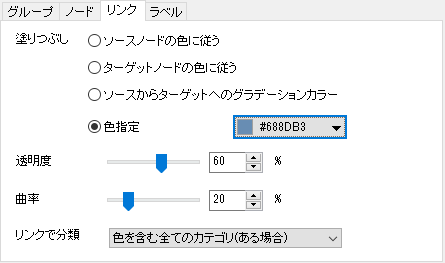 グループ ノード リンク ラベル
塗りつぶし ソースノードの色に従う
ターゲットノードの色に従う
ソースからターゲットへのグラデーションカラー
色指定 #688DB3
透明度 60 %
曲率 20 %
リンクで分類 色を含む全てのカテゴリ(ある場合)